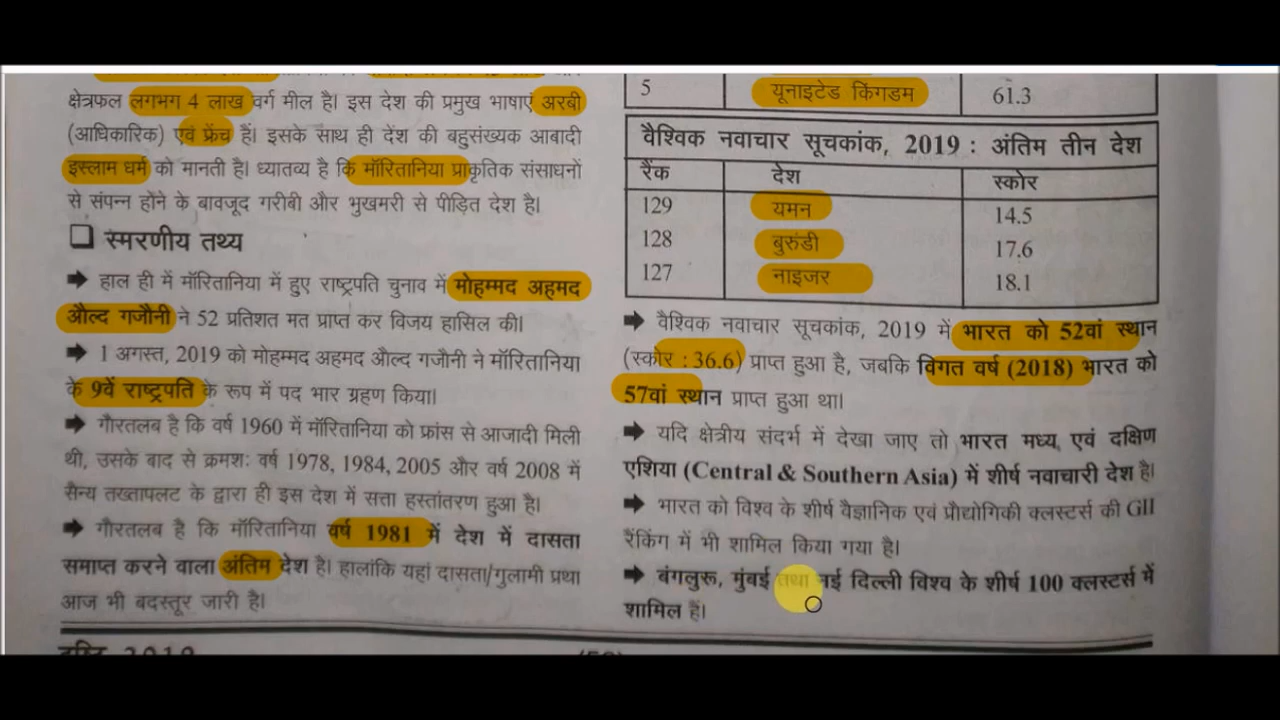 क्षेत्रफल लगभग 4 लाख वर्ग मील है। इस देश की प्रमुख भाषाएं अरबी
(आधिकारिक) एवं फ्रेंच हैं। इसके साथ ही देश की बहुसंख्यक आबादी
इस्लाम धर्म को मानती है। ध्यातव्य है कि मॉरितानिया प्राकृतिक संसाधनों
से संपन्न होने के बावजूद गरीबी और भुखमरी से पीड़ित देश है।
❑ स्मरणीय तथ्य
➡ हाल ही में मॉरितानिया में हुए राष्ट्रपति चुनाव में मोहम्मद अहमद
औल्द गजौनी ने 52 प्रतिशत मत प्राप्त कर विजय हासिल की।
➡ 1 अगस्त, 2019 को मोहम्मद अहमद औल्द गजौनी ने मॉरितानिया
के 9वें राष्ट्रपति के रूप में पद भार ग्रहण किया।
➡ गौरतलब है कि वर्ष 1960 में मॉरितानिया को फ्रांस से आजादी मिली
थी, उसके बाद से क्रमशः वर्ष 1978, 1984, 2005 और वर्ष 2008 में
सैन्य तख्तापलट के द्वारा ही इस देश में सत्ता हस्तांतरण हुआ है।
➡ गौरतलब है कि मॉरितानिया वर्ष 1981 में देश में दासता
समाप्त करने वाला अंतिम देश है। हालांकि यहां दासता/गुलामी प्रथा
आज भी बदस्तूर जारी है।
5 यूनाइटेड किंगडम 61.3
वैश्विक नवाचार सूचकांक, 2019 : अंतिम तीन देश
रैंक देश स्कोर
129 यमन 14.5
128 बुरुंडी 17.6
127 नाइजर 18.1
➡ वैश्विक नवाचार सूचकांक, 2019 में भारत को 52वां स्थान
(स्कोर : 36.6) प्राप्त हुआ है, जबकि विगत वर्ष (2018) भारत को
57वां स्थान प्राप्त हुआ था।
➡ यदि क्षेत्रीय संदर्भ में देखा जाए तो भारत मध्य एवं दक्षिण
एशिया (Central & Southern Asia) में शीर्ष नवाचारी देश है।
➡ भारत को विश्व के शीर्ष वैज्ञानिक एवं प्रौद्योगिकी क्लस्टर्स की GII
रैंकिंग में भी शामिल किया गया है।
➡ बंगलुरू, मुंबई तथा नई दिल्ली विश्व के शीर्ष 100 क्लस्टर्स में
शामिल हैं।